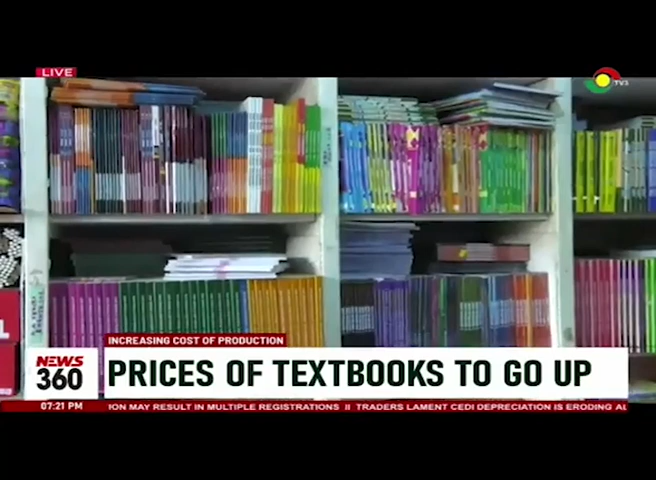 LIVE
TV3
INCREASING COST OF PRODUCTION
NEWS
360
PRICES OF TEXTBOOKS TO GO UP
07:21 PM
ION MAY RESULT IN MULTIPLE REGISTRATIONS II TRADERS LAMENT CEDI DEPRECIATION IS ERODING AL